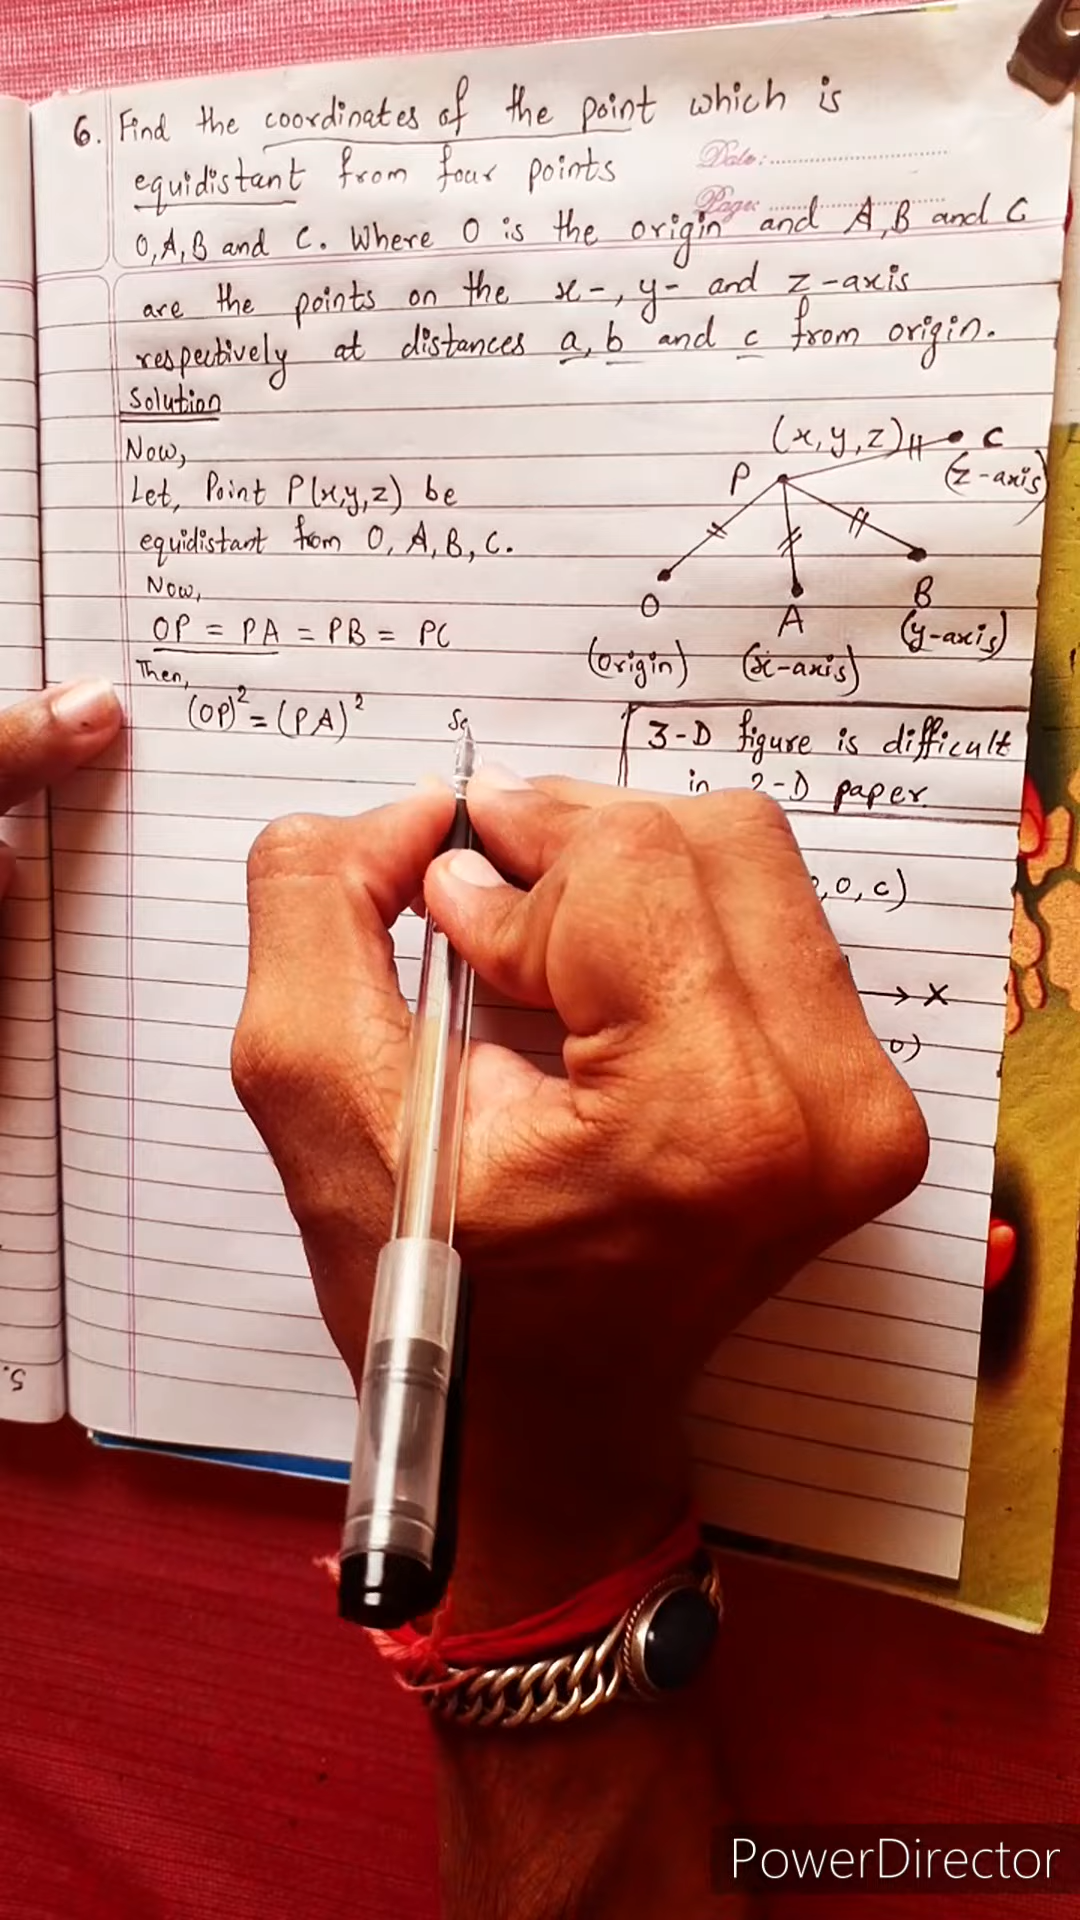 6. Find the coordinates of the point which is
equidistant from four points
Date:
Page:
O,A,B and C. Where O is the origin and A,B and C
are the points on the x-, y- and z-axis
respectively at distances a, b and c from origin.
Solution
Now,
Let, Point P(x,y,z) be
equidistant from O, A, B, C.
Now,
OP = PA = PB = PC
Then,
(OP)² = (PA)²
(x,y,z)
P
C
(z-axis)
O
(origin)
A
(x-axis)
B
(y-axis)
3-D figure is difficult
in 2-D paper.
,0,c)
X
0)
5.
PowerDirector